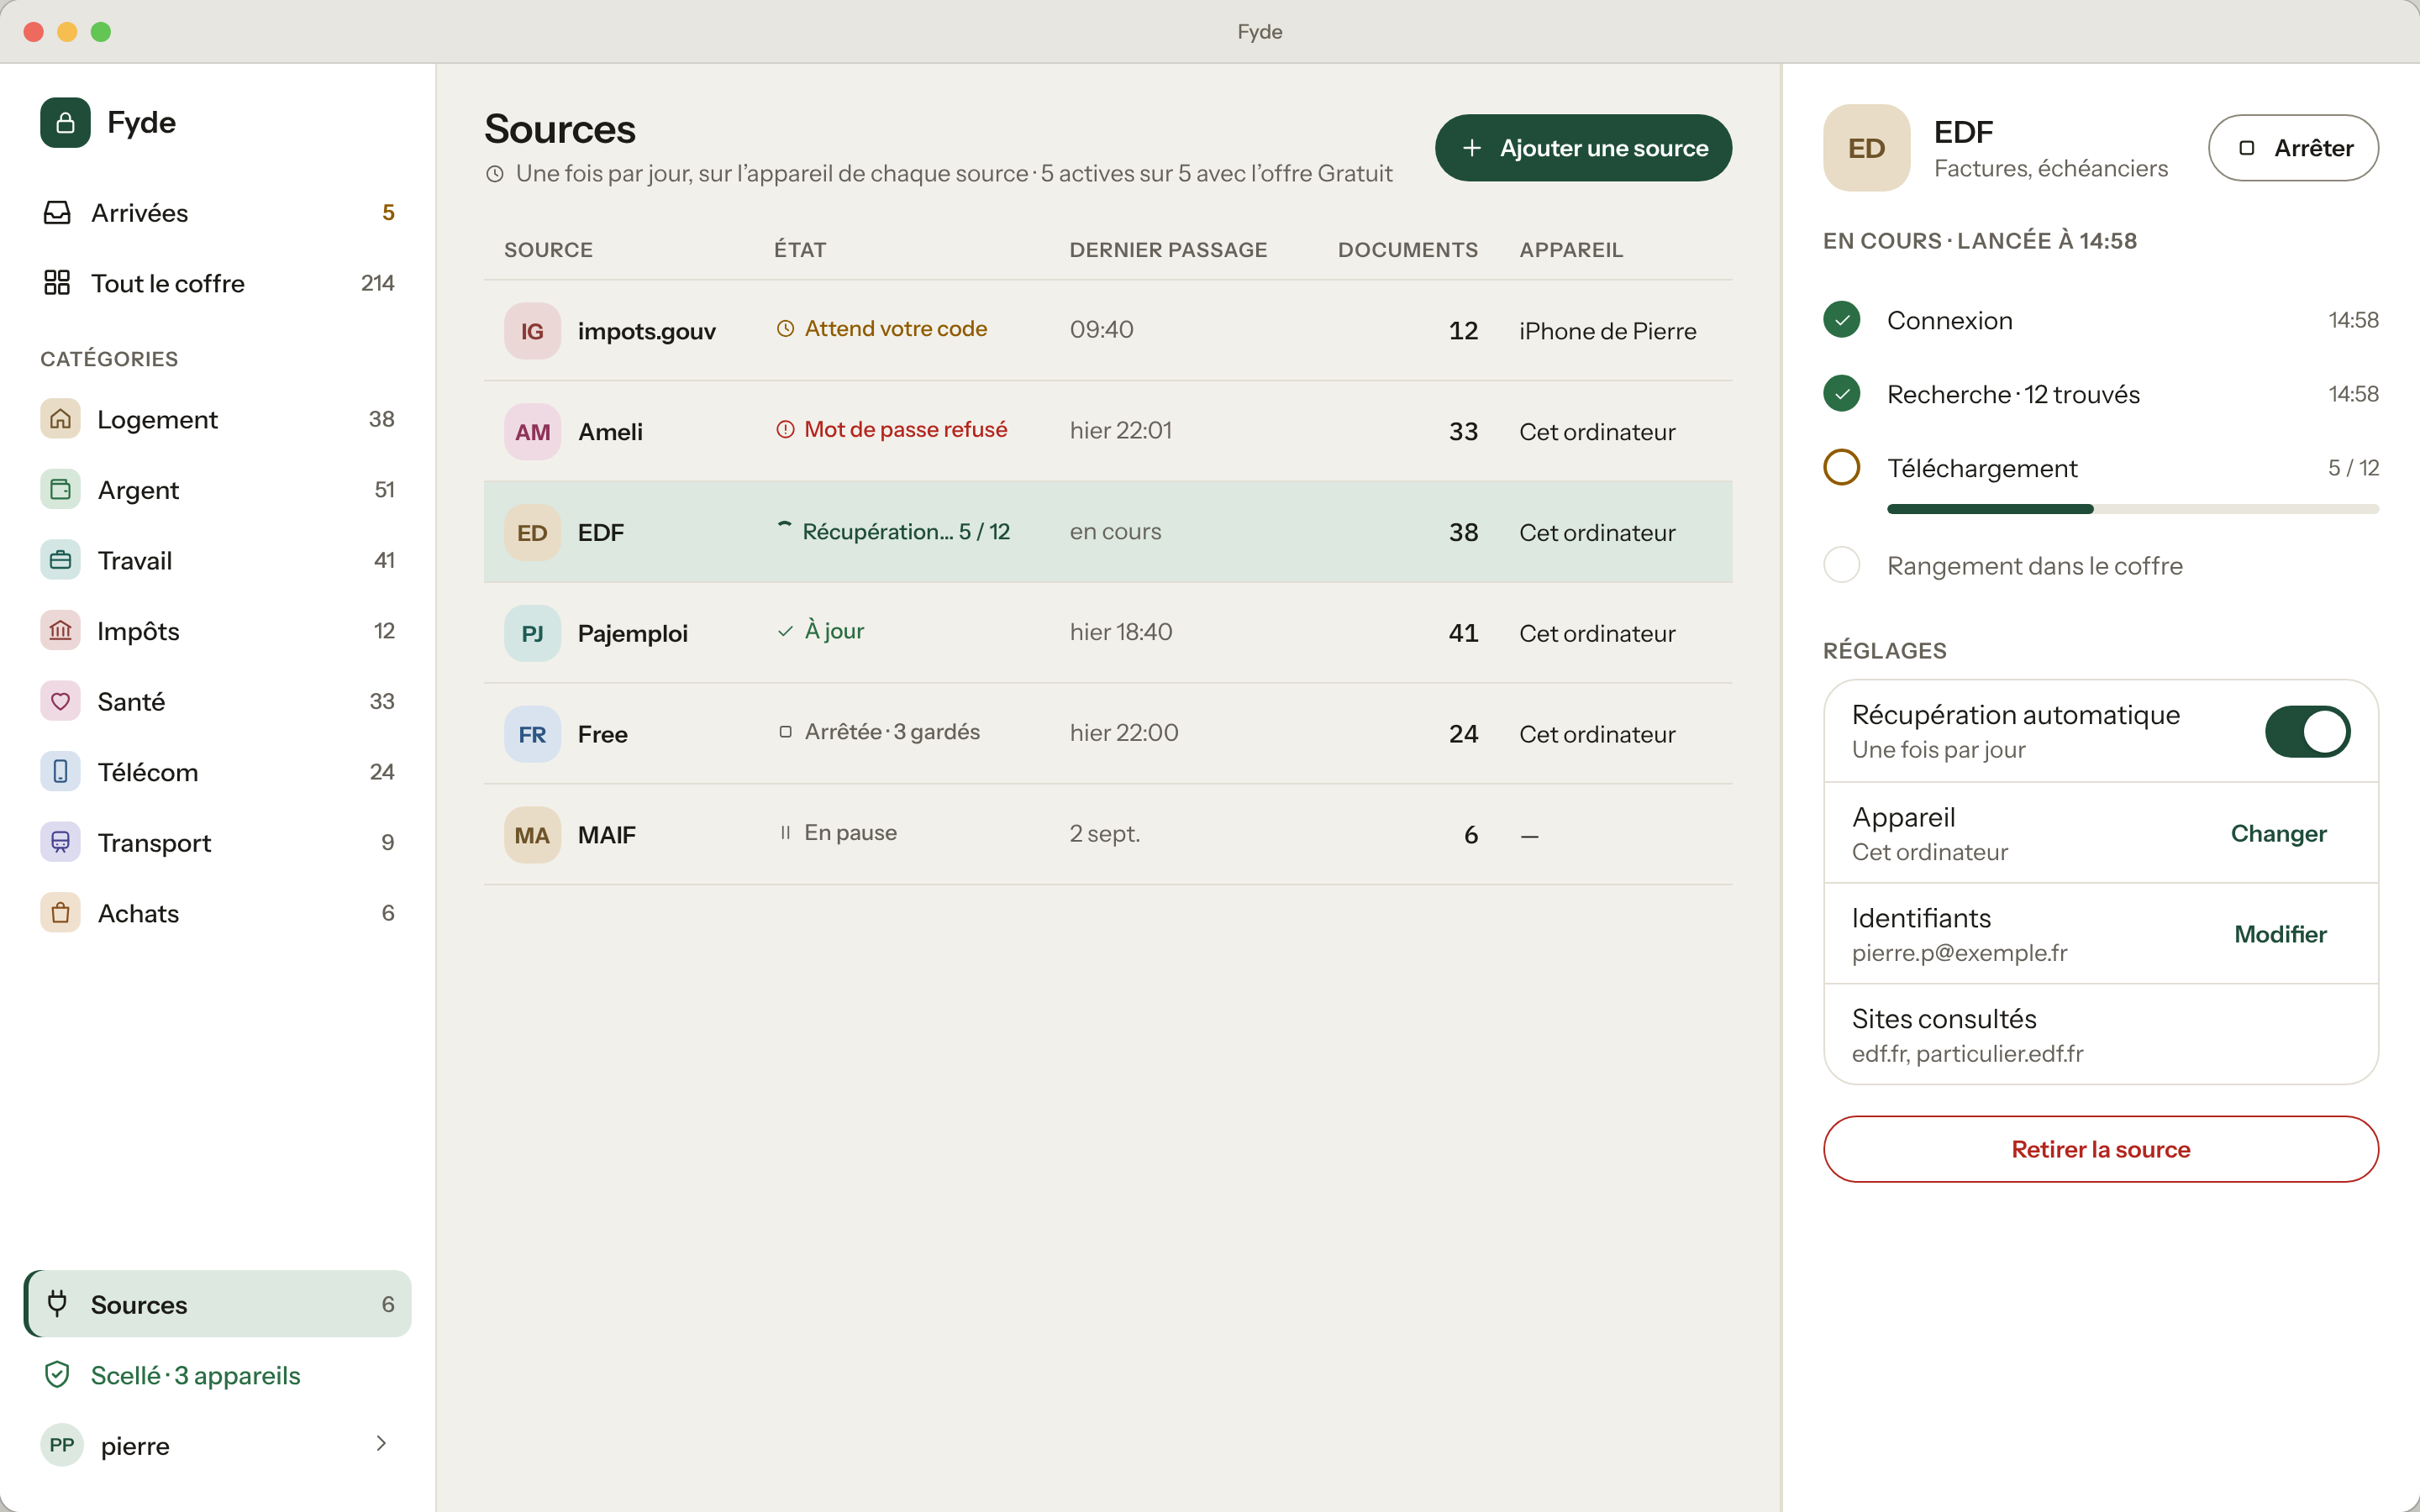 Fyde
Fyde
Arrivées 5
Tout le coffre 214
CATÉGORIES
Logement 38
Argent 51
Travail 41
Impôts 12
Santé 33
Télécom 24
Transport 9
Achats 6
Sources 6
Scellé · 3 appareils
PP pierre
Sources
Une fois par jour, sur l’appareil de chaque source · 5 actives sur 5 avec l’offre Gratuit
Ajouter une source
SOURCE ÉTAT DERNIER PASSAGE DOCUMENTS APPAREIL
IG impots.gouv Attend votre code 09:40 12 iPhone de Pierre
AM Ameli Mot de passe refusé hier 22:01 33 Cet ordinateur
ED EDF Récupération… 5 / 12 en cours 38 Cet ordinateur
PJ Pajemploi À jour hier 18:40 41 Cet ordinateur
FR Free Arrêtée · 3 gardés hier 22:00 24 Cet ordinateur
MA MAIF En pause 2 sept. 6 —
ED EDF
Factures, échéanciers
Arrêter
EN COURS · LANCÉE À 14:58
Connexion 14:58
Recherche · 12 trouvés 14:58
Téléchargement 5 / 12
Rangement dans le coffre
RÉGLAGES
Récupération automatique
Une fois par jour
Appareil
Cet ordinateur
Changer
Identifiants
pierre.p@exemple.fr
Modifier
Sites consultés
edf.fr, particulier.edf.fr
Retirer la source